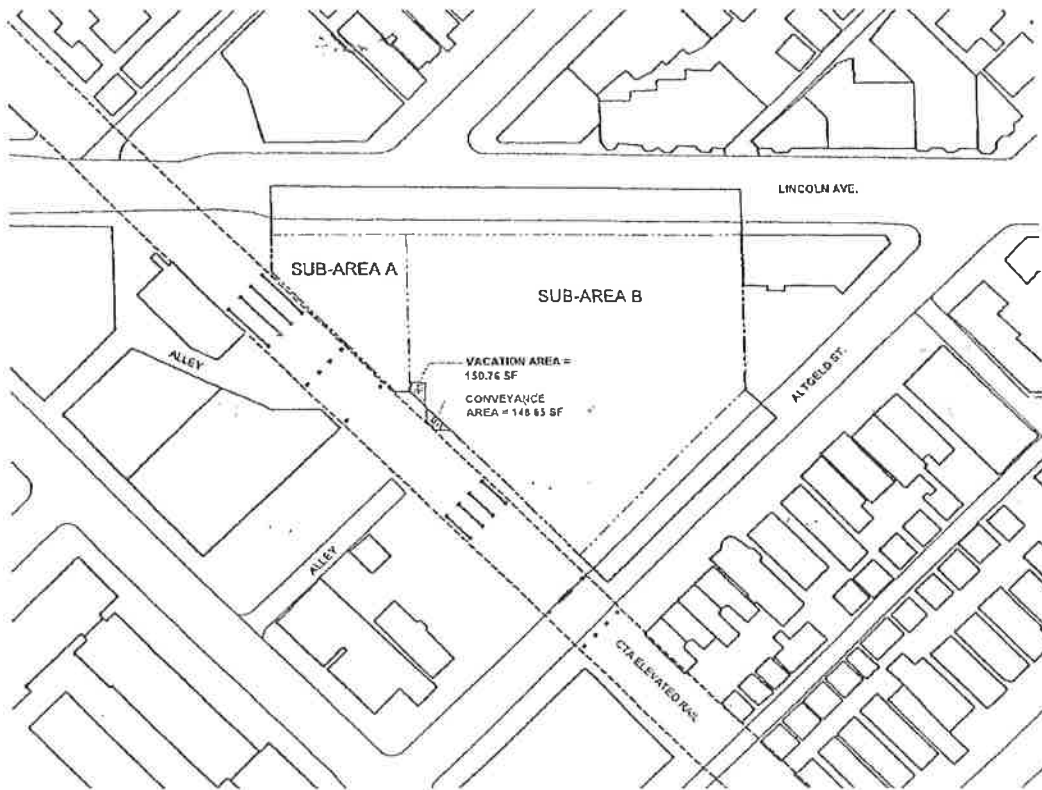 LINCOLN AVE.
SUB-AREA A
SUB-AREA B
ALLEY
VACATION AREA =
150.76 SF
CONVEYANCE
AREA = 148.65 SF
ALTGELD ST.
ALLEY
CTA ELEVATED RAIL